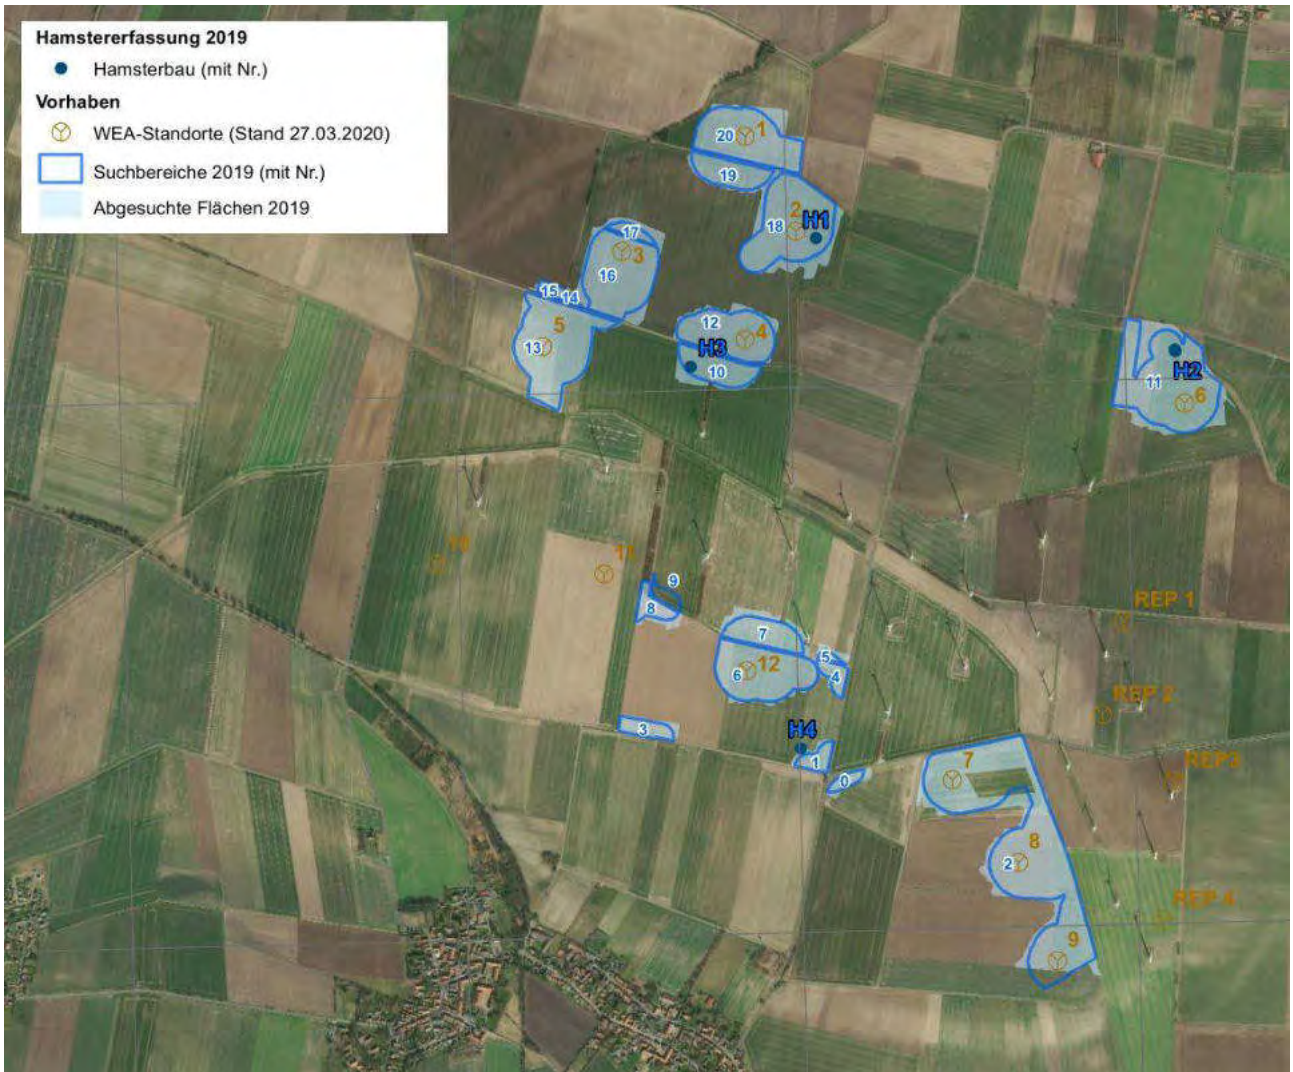 Hamstererfassung 2019
Hamsterbau (mit Nr.)
Vorhaben
WEA-Standorte (Stand 27.03.2020)
Suchbereiche 2019 (mit Nr.)
Abgesuchte Flächen 2019
20
1
19
2
18
H1
17
3
16
15
14
5
13
12
4
H3
10
H2
11
6
10
11
9
8
REP 1
7
12
6
5
4
REP 2
3
H4
1
0
7
REP3
8
2
REP 4
9